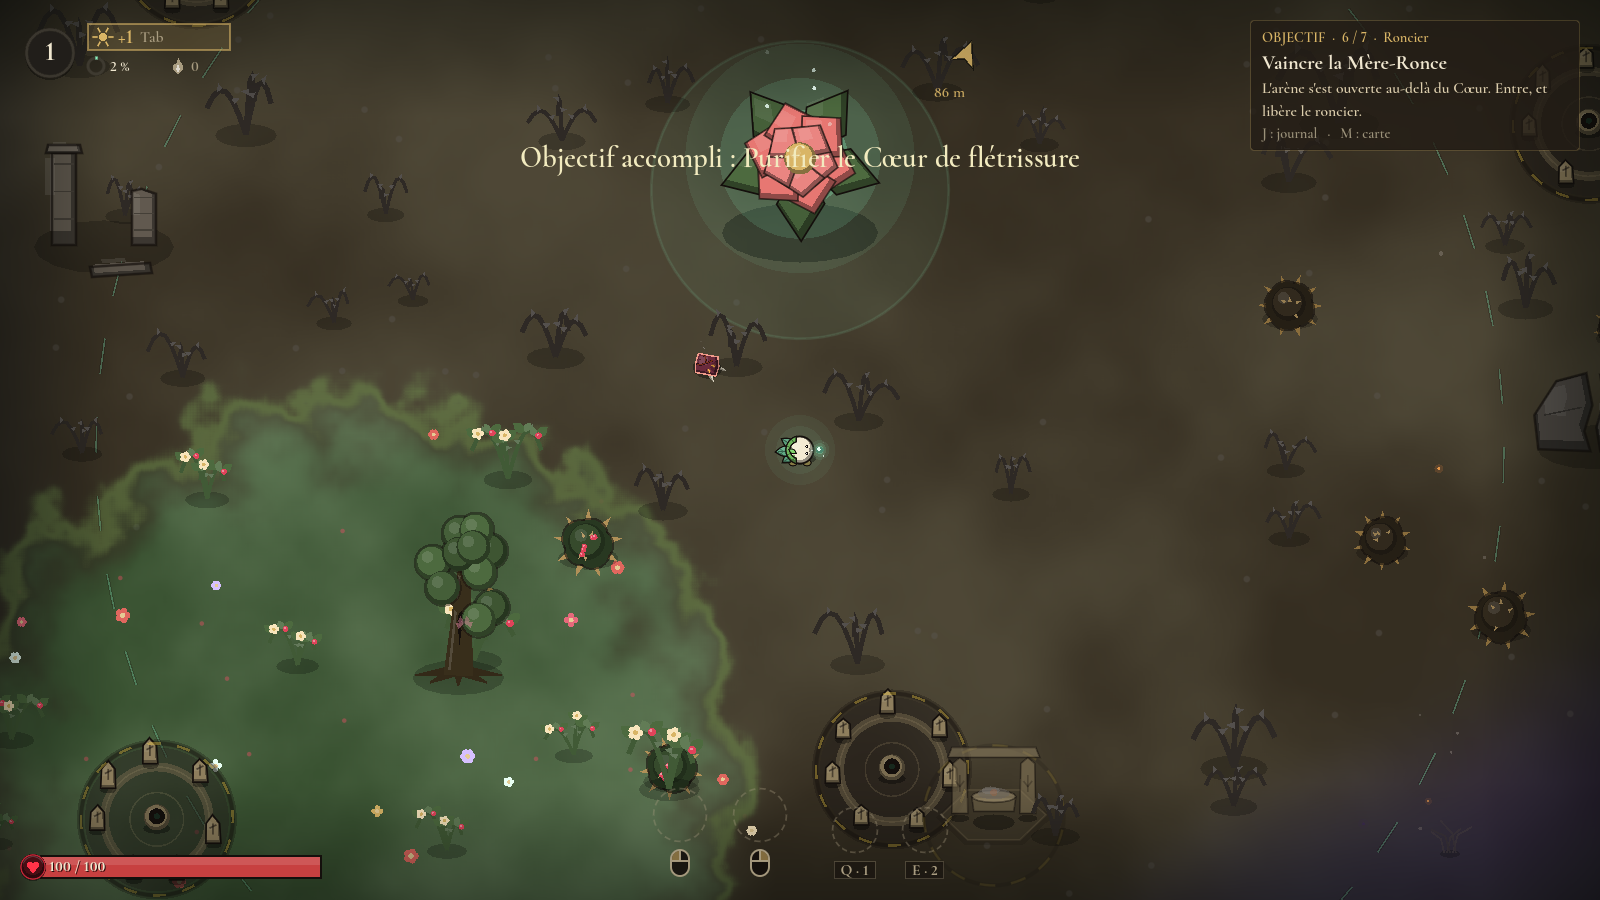 1
+1 Tab
2 %
0
86 m
OBJECTIF · 6 / 7 · Roncier
Vaincre la Mère-Ronce
L'arène s'est ouverte au-delà du Cœur. Entre, et
libère le roncier.
J : journal · M : carte
Objectif accompli : Purifier le Cœur de flétrissure
100 / 100
Q · 1
E · 2